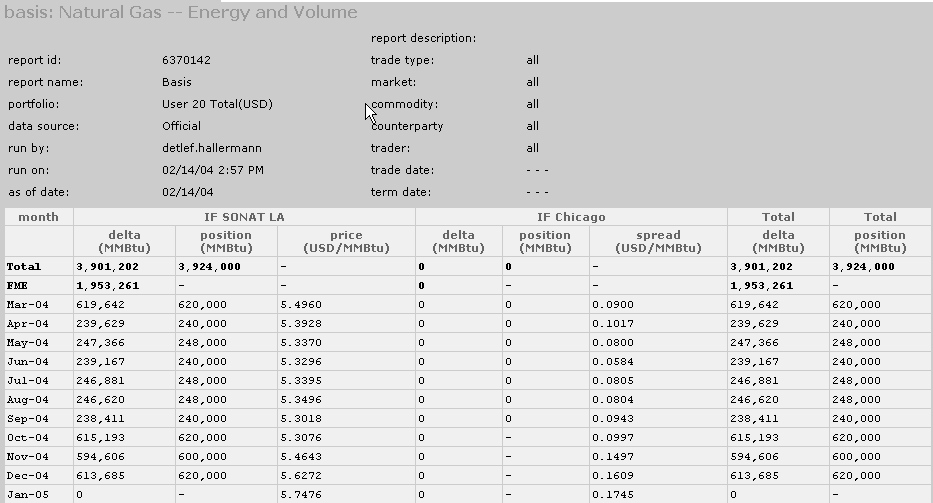 basis: Natural Gas -- Energy and Volume
report description:
report id: 6370142 trade type: all
report name: Basis market: all
portfolio: User 20 Total(USD) commodity: all
data source: Official counterparty all
run by: detlef.hallermann trader: all
run on: 02/14/04 2:57 PM trade date: - - -
as of date: 02/14/04 term date: - - -
month IF SONAT LA IF Chicago Total Total
delta position price delta position spread delta position
(MMBtu) (MMBtu) (USD/MMBtu) (MMBtu) (MMBtu) (USD/MMBtu) (MMBtu) (MMBtu)
Total 3,901,202 3,924,000 - 0 0 - 3,901,202 3,924,000
FME 1,953,261 - - 0 - - 1,953,261 -
Mar-04 619,642 620,000 5.4960 0 0 0.0900 619,642 620,000
Apr-04 239,629 240,000 5.3928 0 0 0.1017 239,629 240,000
May-04 247,366 248,000 5.3370 0 0 0.0800 247,366 248,000
Jun-04 239,167 240,000 5.3296 0 0 0.0584 239,167 240,000
Jul-04 246,881 248,000 5.3395 0 0 0.0805 246,881 248,000
Aug-04 246,620 248,000 5.3496 0 0 0.0804 246,620 248,000
Sep-04 238,411 240,000 5.3018 0 0 0.0943 238,411 240,000
Oct-04 615,193 620,000 5.3076 0 - 0.0997 615,193 620,000
Nov-04 594,606 600,000 5.4643 0 - 0.1497 594,606 600,000
Dec-04 613,685 620,000 5.6272 0 - 0.1609 613,685 620,000
Jan-05 0 - 5.7476 0 - 0.1745 0 -